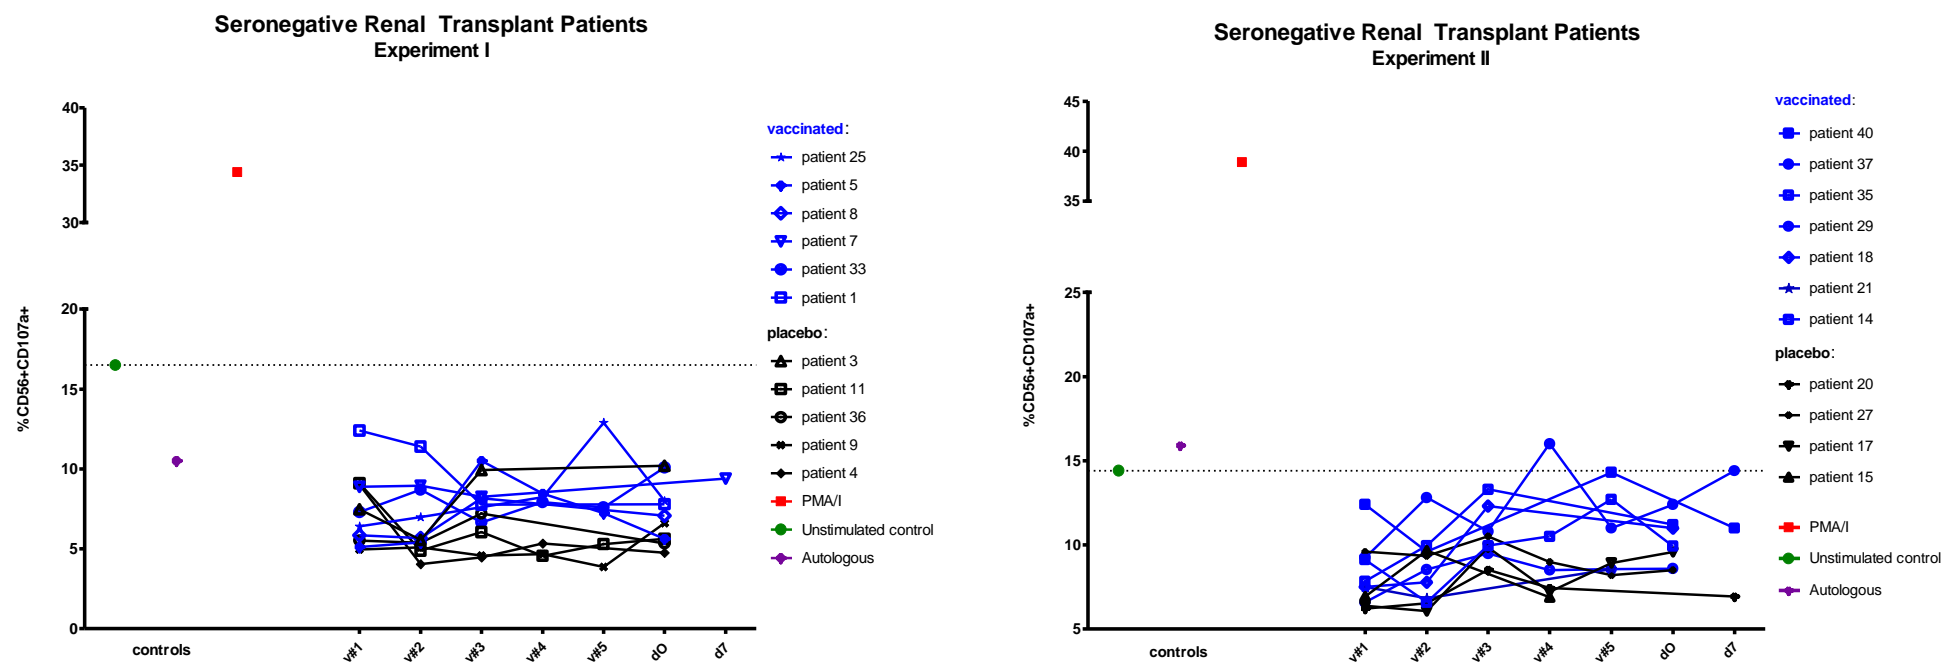 Seronegative Renal  Transplant Patients
Experiment I
40
35
30
20
15
10
5
0
%CD56+CD107a+
controls
v#1
v#2
v#3
v#4
v#5
d0
d7
vaccinated:
patient 25
patient 5
patient 8
patient 7
patient 33
patient 1
placebo:
patient 3
patient 11
patient 36
patient 9
patient 4
PMA/I
Unstimulated control
Autologous
Seronegative Renal  Transplant Patients
Experiment II
45
40
35
25
20
15
10
5
%CD56+CD107a+
controls
v#1
v#2
v#3
v#4
v#5
d0
d7
vaccinated:
patient 40
patient 37
patient 35
patient 29
patient 18
patient 21
patient 14
placebo:
patient 20
patient 27
patient 17
patient 15
PMA/I
Unstimulated control
Autologous